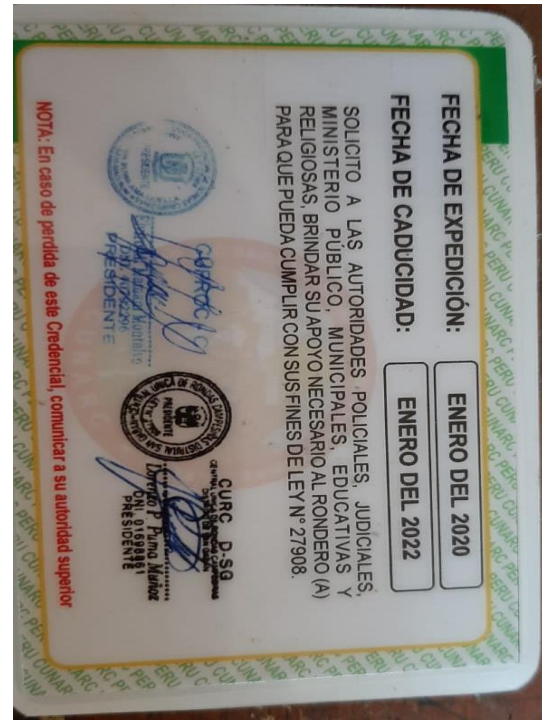 FECHA DE EXPEDICIÓN: ENERO DEL 2020
FECHA DE CADUCIDAD: ENERO DEL 2022
SOLICITO A LAS AUTORIDADES POLICIALES, JUDICIALES,
MINISTERIO PÚBLICO, MUNICIPALES, EDUCATIVAS Y
RELIGIOSAS, BRINDAR SU APOYO NECESARIO AL RONDERO (A)
PARA QUE PUEDA CUMPLIR CON SUS FINES DE LEY N° 27908.
PRESIDENTE
CURC D-SG
DNI. 01698961
PRESIDENTE
NOTA: En caso de perdida de este Credencial, comunicar a su autoridad superior